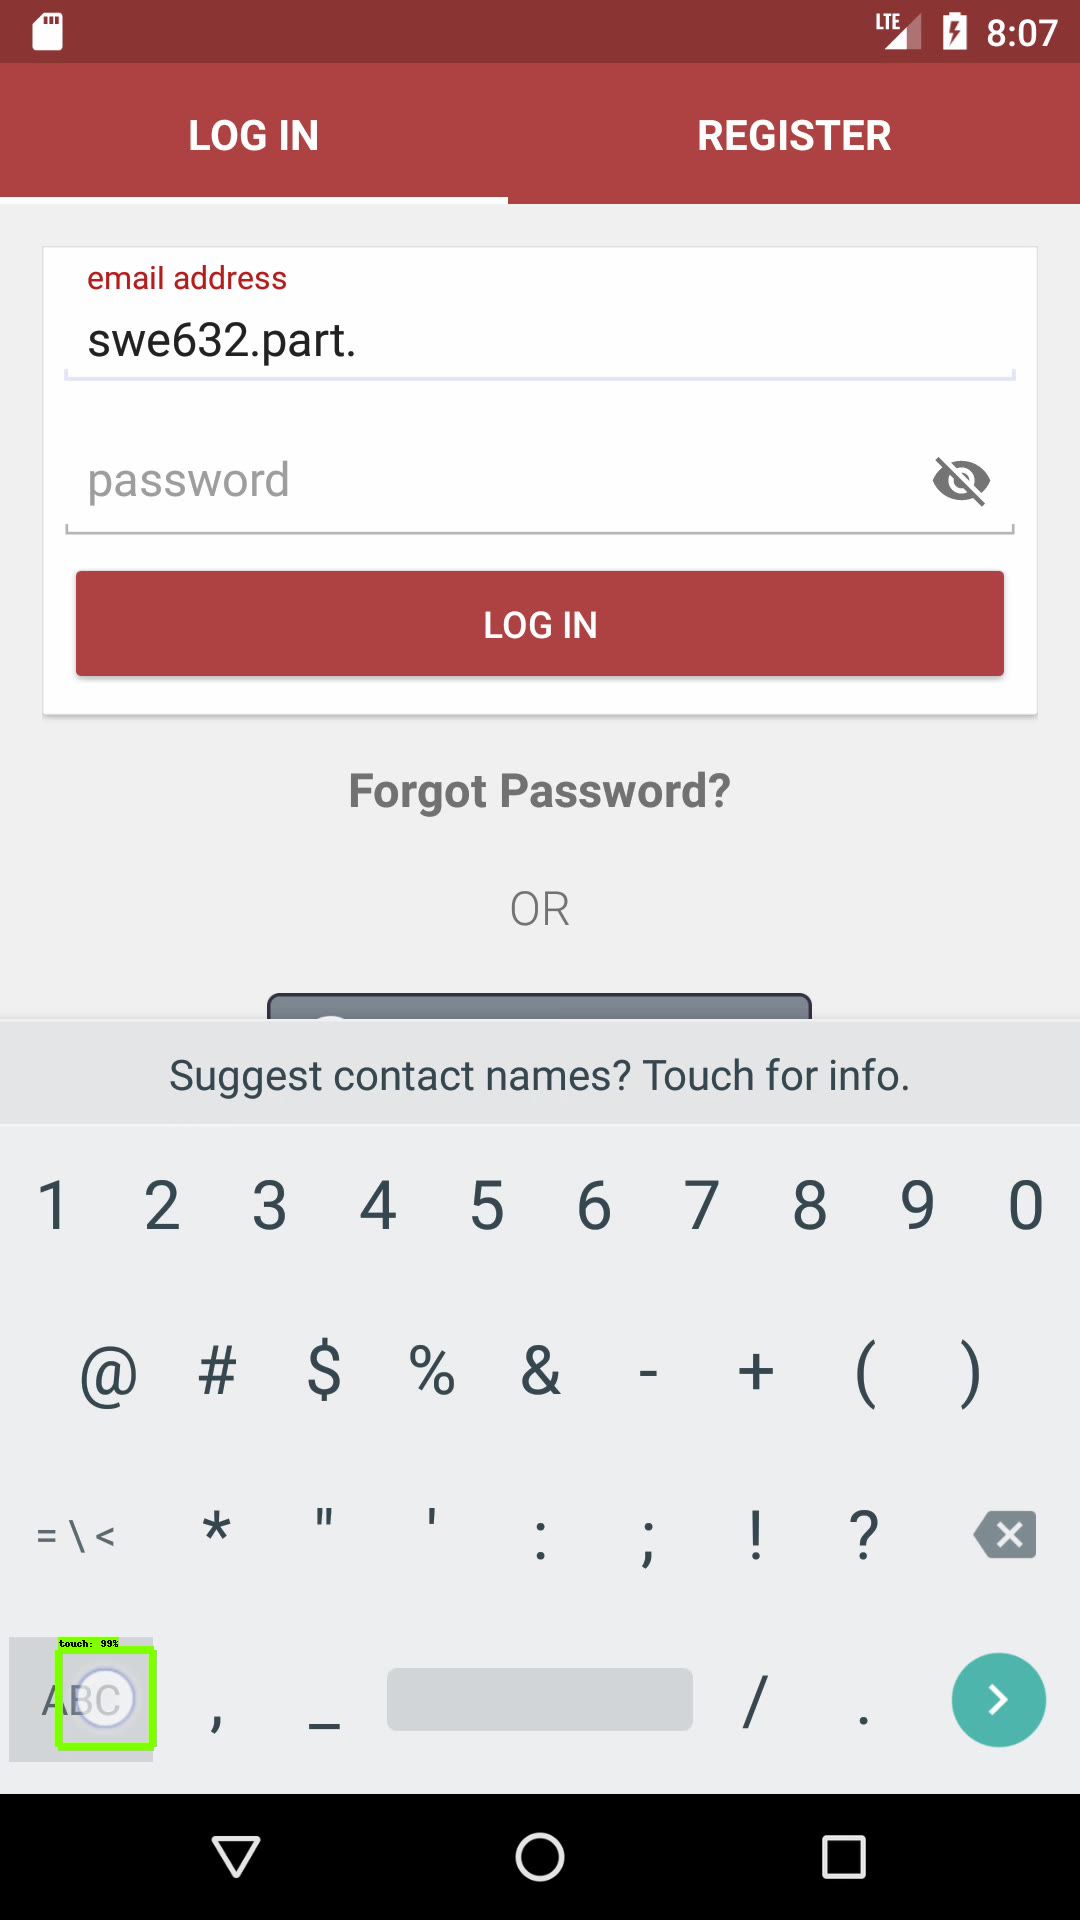 LTE 8:07
LOG IN REGISTER
email address
swe632.part.
password
LOG IN
Forgot Password?
OR
Suggest contact names? Touch for info.
1 2 3 4 5 6 7 8 9 0
@ # $ % & - + ( )
= \ < * " ' : ; ! ?
touch: 99%
ABC , _ / .